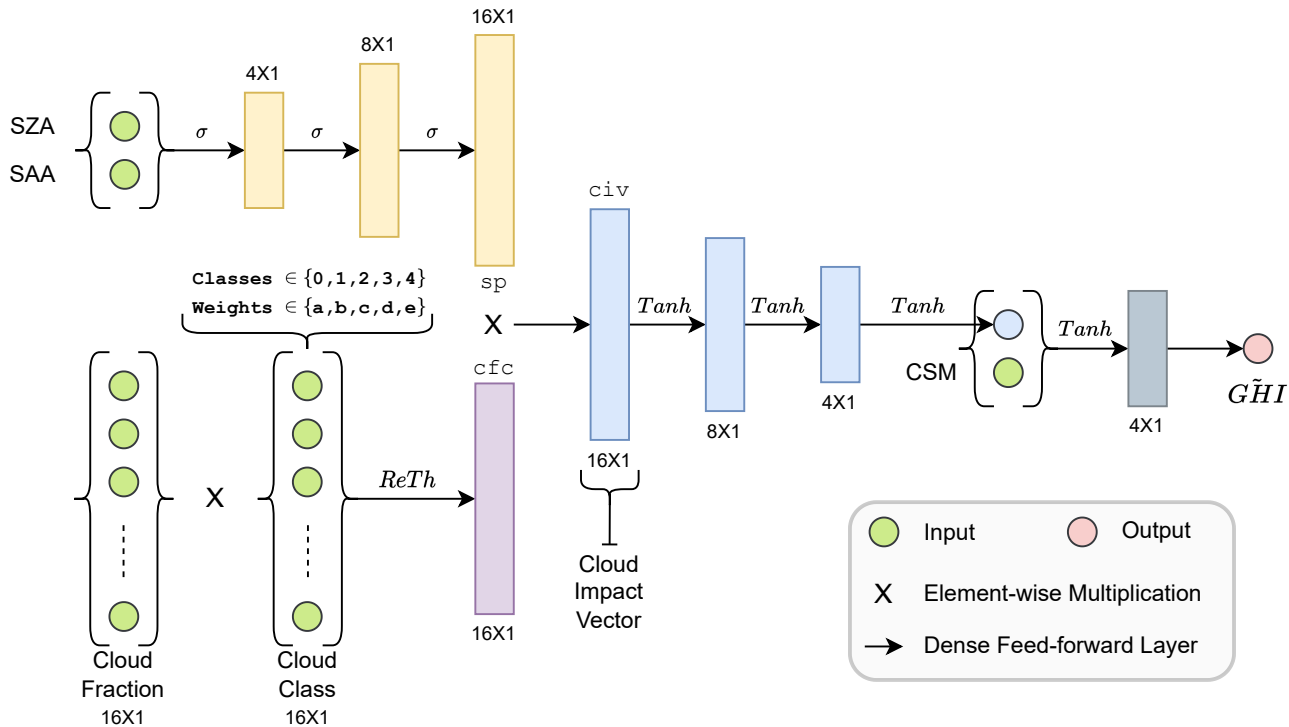 16X1
8X1
4X1
SZA
SAA
σ
σ
σ
civ
sp
Classes ∈ {0,1,2,3,4}
Weights ∈ {a,b,c,d,e}
X
Tanh
Tanh
Tanh
Tanh
CSM
cfc
4X1
8X1
4X1
G\tilde{H}I
16X1
X
ReTh
16X1
Cloud
Impact
Vector
Cloud
Fraction
16X1
Cloud
Class
16X1
Input
Output
X Element-wise Multiplication
Dense Feed-forward Layer